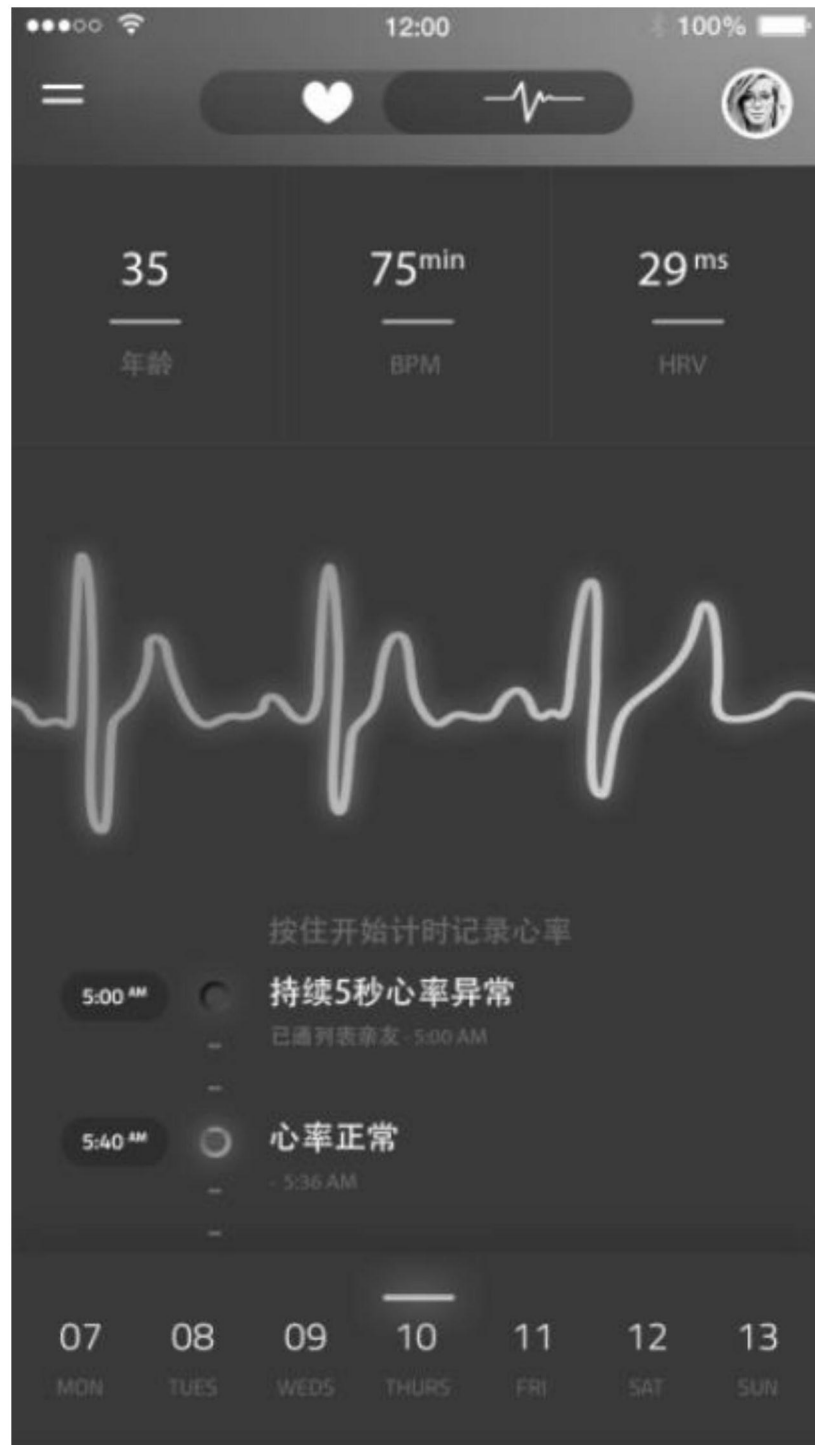 12:00 100%
35 75min 29 ms
年龄 BPM HRV
按住开始计时记录心率
5:00 AM 持续5秒心率异常
已通列表亲友 - 5:00 AM
5:40 AM 心率正常
- 5:36 AM
07 08 09 10 11 12 13
MON TUES WEDS THURS FRI SAT SUN